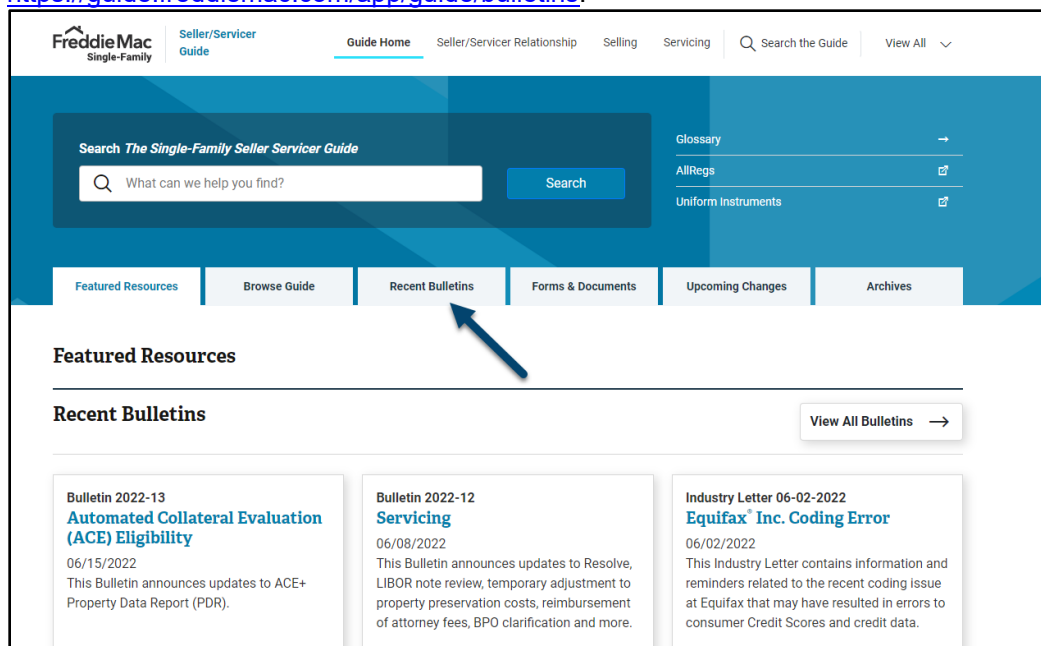 https://guide.freddiemac.com/app/guide/bulletins.
Freddie Mac
Single-Family
Seller/Servicer
Guide
Guide Home Seller/Servicer Relationship Selling Servicing Search the Guide View All
Search The Single-Family Seller Servicer Guide
What can we help you find?
Search
Glossary
AllRegs
Uniform Instruments
Featured Resources Browse Guide Recent Bulletins Forms & Documents Upcoming Changes Archives
Featured Resources
Recent Bulletins
View All Bulletins
Bulletin 2022-13
Automated Collateral Evaluation
(ACE) Eligibility
06/15/2022
This Bulletin announces updates to ACE+
Property Data Report (PDR).
Bulletin 2022-12
Servicing
06/08/2022
This Bulletin announces updates to Resolve,
LIBOR note review, temporary adjustment to
property preservation costs, reimbursement
of attorney fees, BPO clarification and more.
Industry Letter 06-02-2022
Equifax® Inc. Coding Error
06/02/2022
This Industry Letter contains information and
reminders related to the recent coding issue
at Equifax that may have resulted in errors to
consumer Credit Scores and credit data.